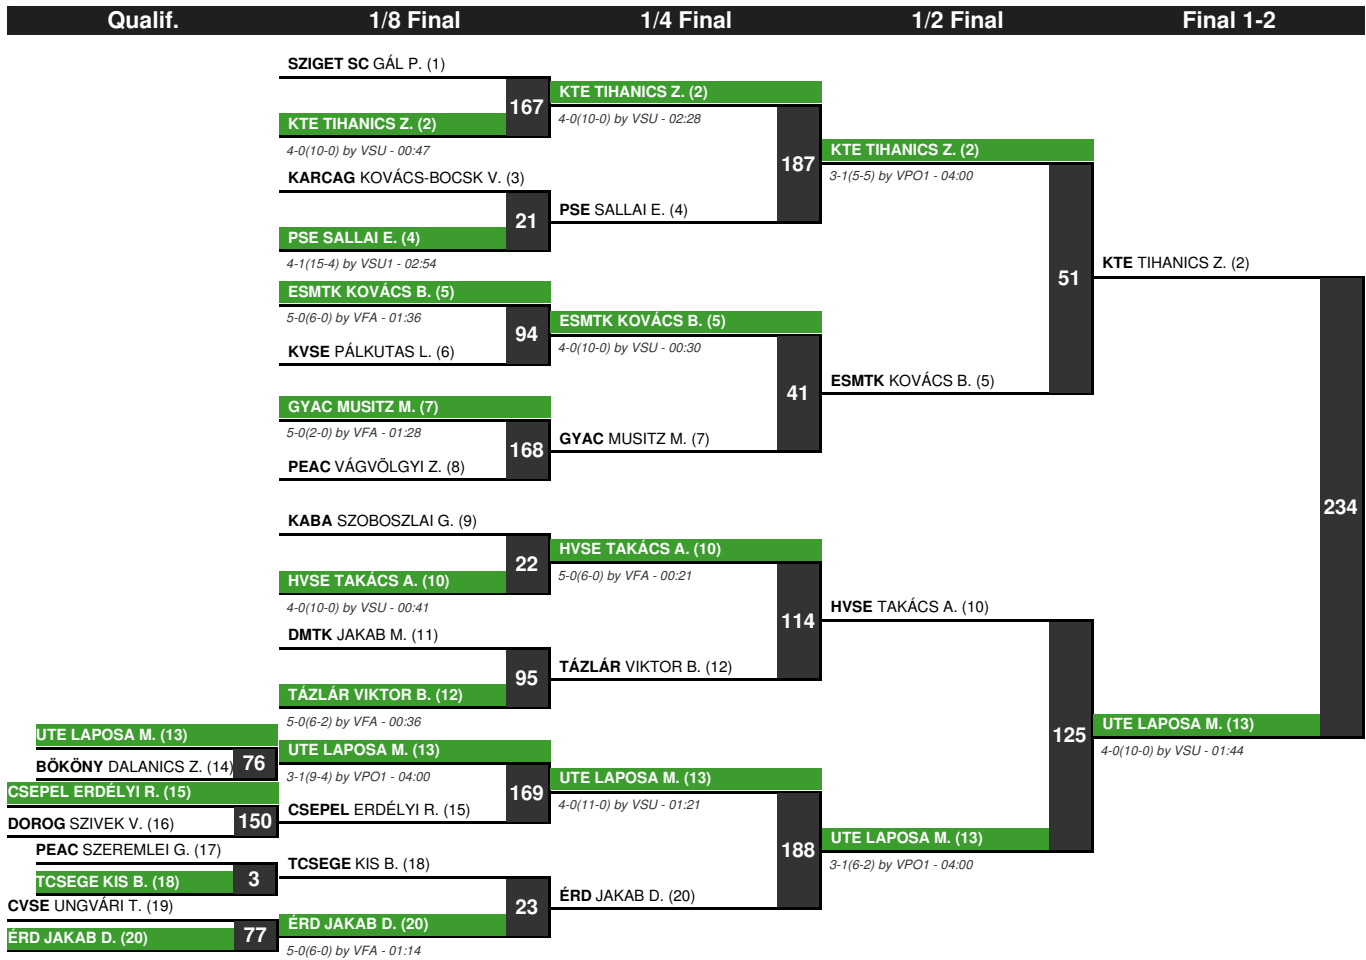 Qualif.
1/8 Final
1/4 Final
1/2 Final
Final 1-2
SZIGET SC GÁL P. (1)
167
KTE TIHANICS Z. (2)
4-0(10-0) by VSU - 00:47
KARCAG KOVÁCS-BOCSK V. (3)
21
PSE SALLAI E. (4)
4-1(15-4) by VSU1 - 02:54
ESMTK KOVÁCS B. (5)
5-0(6-0) by VFA - 01:36
94
KVSE PÁLKUTAS L. (6)
GYAC MUSITZ M. (7)
5-0(2-0) by VFA - 01:28
168
PEAC VÁGVÖLGYI Z. (8)
KABA SZOBOSZLAI G. (9)
22
HVSE TAKÁCS A. (10)
4-0(10-0) by VSU - 00:41
DMTK JAKAB M. (11)
95
TÁZLÁR VIKTOR B. (12)
5-0(6-2) by VFA - 00:36
UTE LAPOSA M. (13)
3-1(9-4) by VPO1 - 04:00
169
CSEPEL ERDÉLYI R. (15)
TCSEGE KIS B. (18)
23
ÉRD JAKAB D. (20)
5-0(6-0) by VFA - 01:14
UTE LAPOSA M. (13)
BÖKÖNY DALANICS Z. (14)
76
CSEPEL ERDÉLYI R. (15)
DOROG SZIVEK V. (16)
150
PEAC SZEREMLEI G. (17)
TCSEGE KIS B. (18)
3
CVSE UNGVÁRI T. (19)
ÉRD JAKAB D. (20)
77
KTE TIHANICS Z. (2)
4-0(10-0) by VSU - 02:28
187
PSE SALLAI E. (4)
ESMTK KOVÁCS B. (5)
4-0(10-0) by VSU - 00:30
41
GYAC MUSITZ M. (7)
HVSE TAKÁCS A. (10)
5-0(6-0) by VFA - 00:21
114
TÁZLÁR VIKTOR B. (12)
UTE LAPOSA M. (13)
4-0(11-0) by VSU - 01:21
188
ÉRD JAKAB D. (20)
KTE TIHANICS Z. (2)
3-1(5-5) by VPO1 - 04:00
51
ESMTK KOVÁCS B. (5)
HVSE TAKÁCS A. (10)
125
UTE LAPOSA M. (13)
3-1(6-2) by VPO1 - 04:00
KTE TIHANICS Z. (2)
234
UTE LAPOSA M. (13)
4-0(10-0) by VSU - 01:44